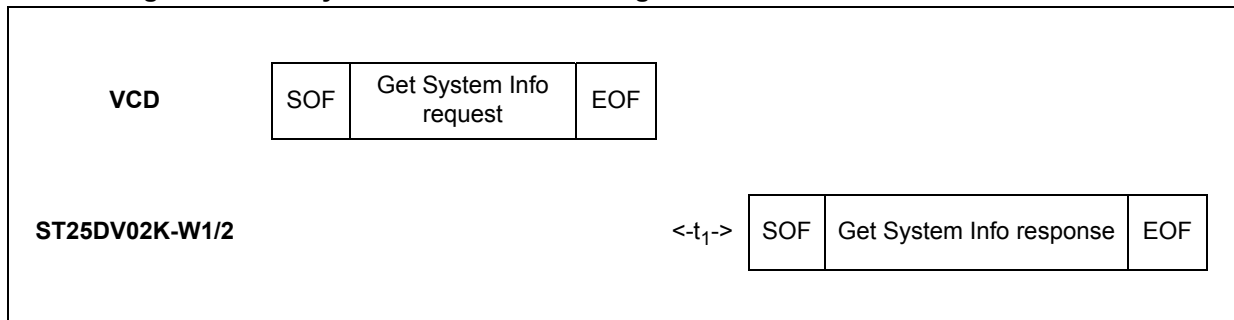 VCD
SOF
Get System Info
request
EOF
ST25DV02K-W1/2
<-t1->
SOF
Get System Info response
EOF